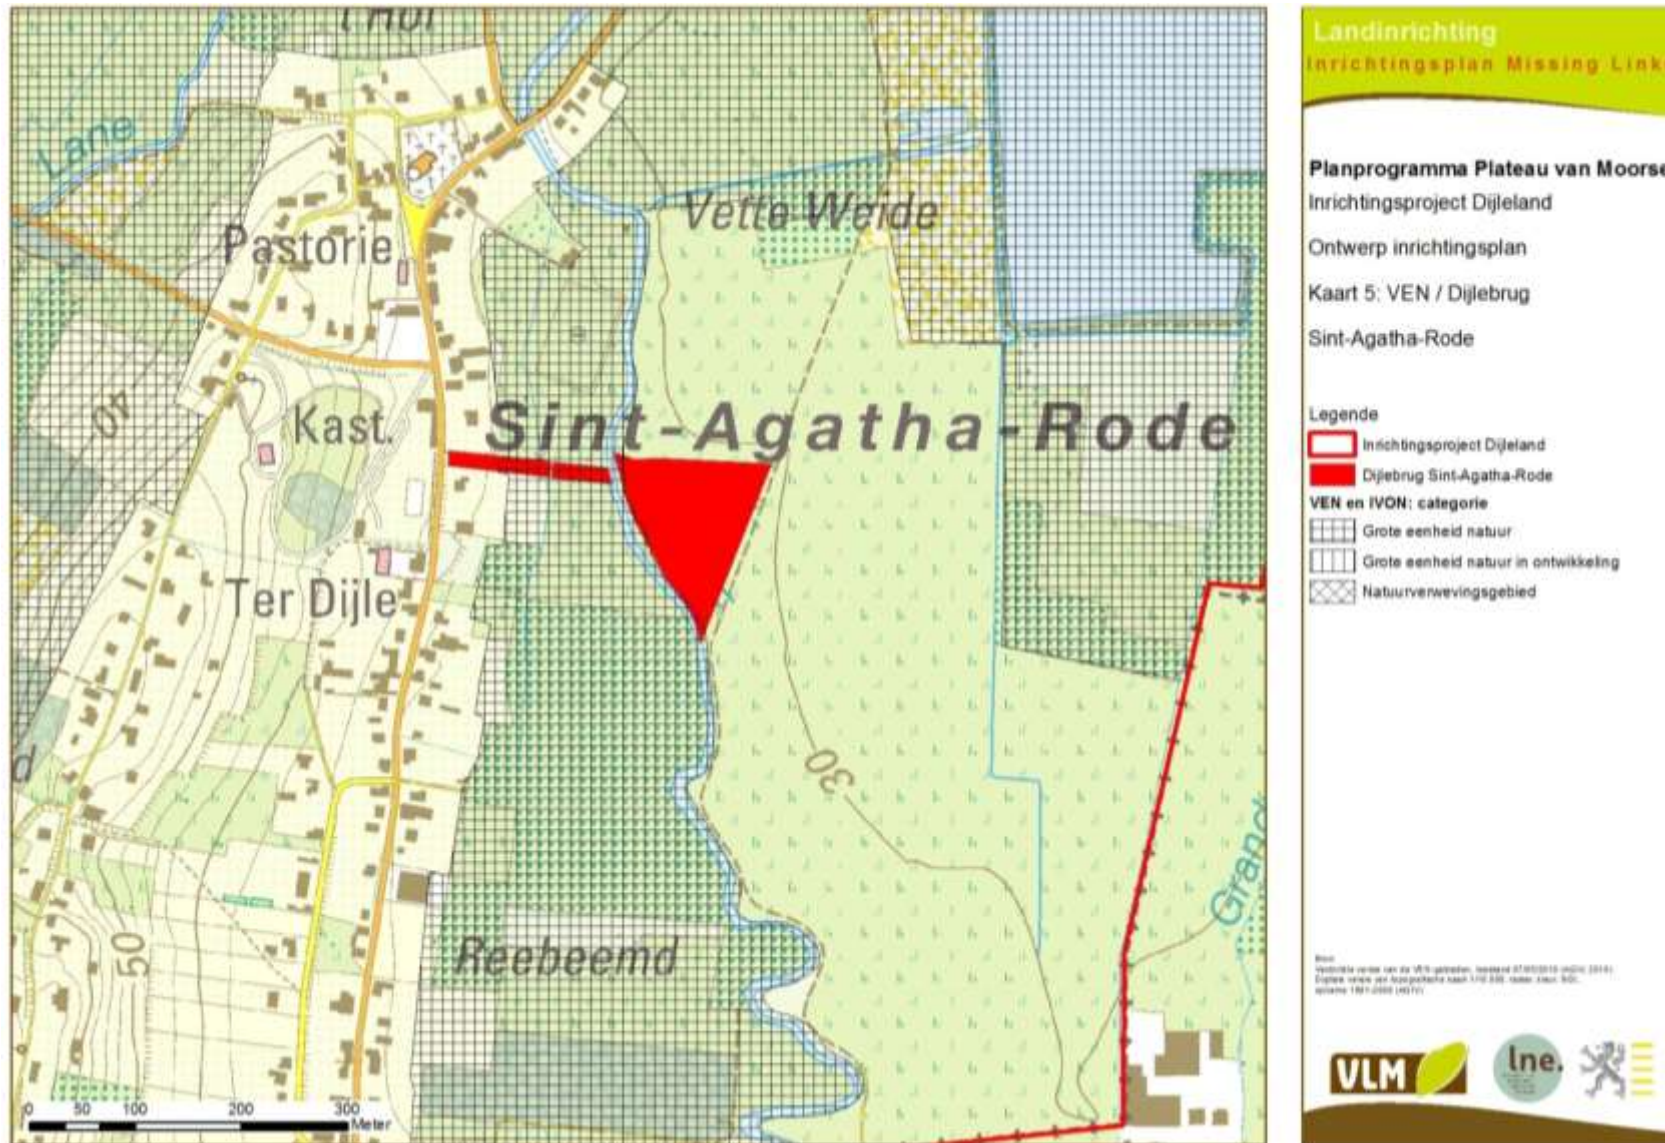 't Hof
Lane
Vette Weide
Pastorie
40
Kast.
Sint-Agatha-Rode
Ter Dijle
d
30
Grand
50
Reebeemd
0 50 100 200 300
Meter
Landinrichting
Inrichtingsplan Missing Link
Planprogramma Plateau van Moorse
Inrichtingsproject Dijleland
Ontwerp inrichtingsplan
Kaart 5: VEN / Dijlebrug
Sint-Agatha-Rode
Legende
Inrichtingsproject Dijleland
Dijlebrug Sint-Agatha-Rode
VEN en IVON: categorie
Grote eenheid natuur
Grote eenheid natuur in ontwikkeling
Natuurverwevingsgebied
VLM
lne.